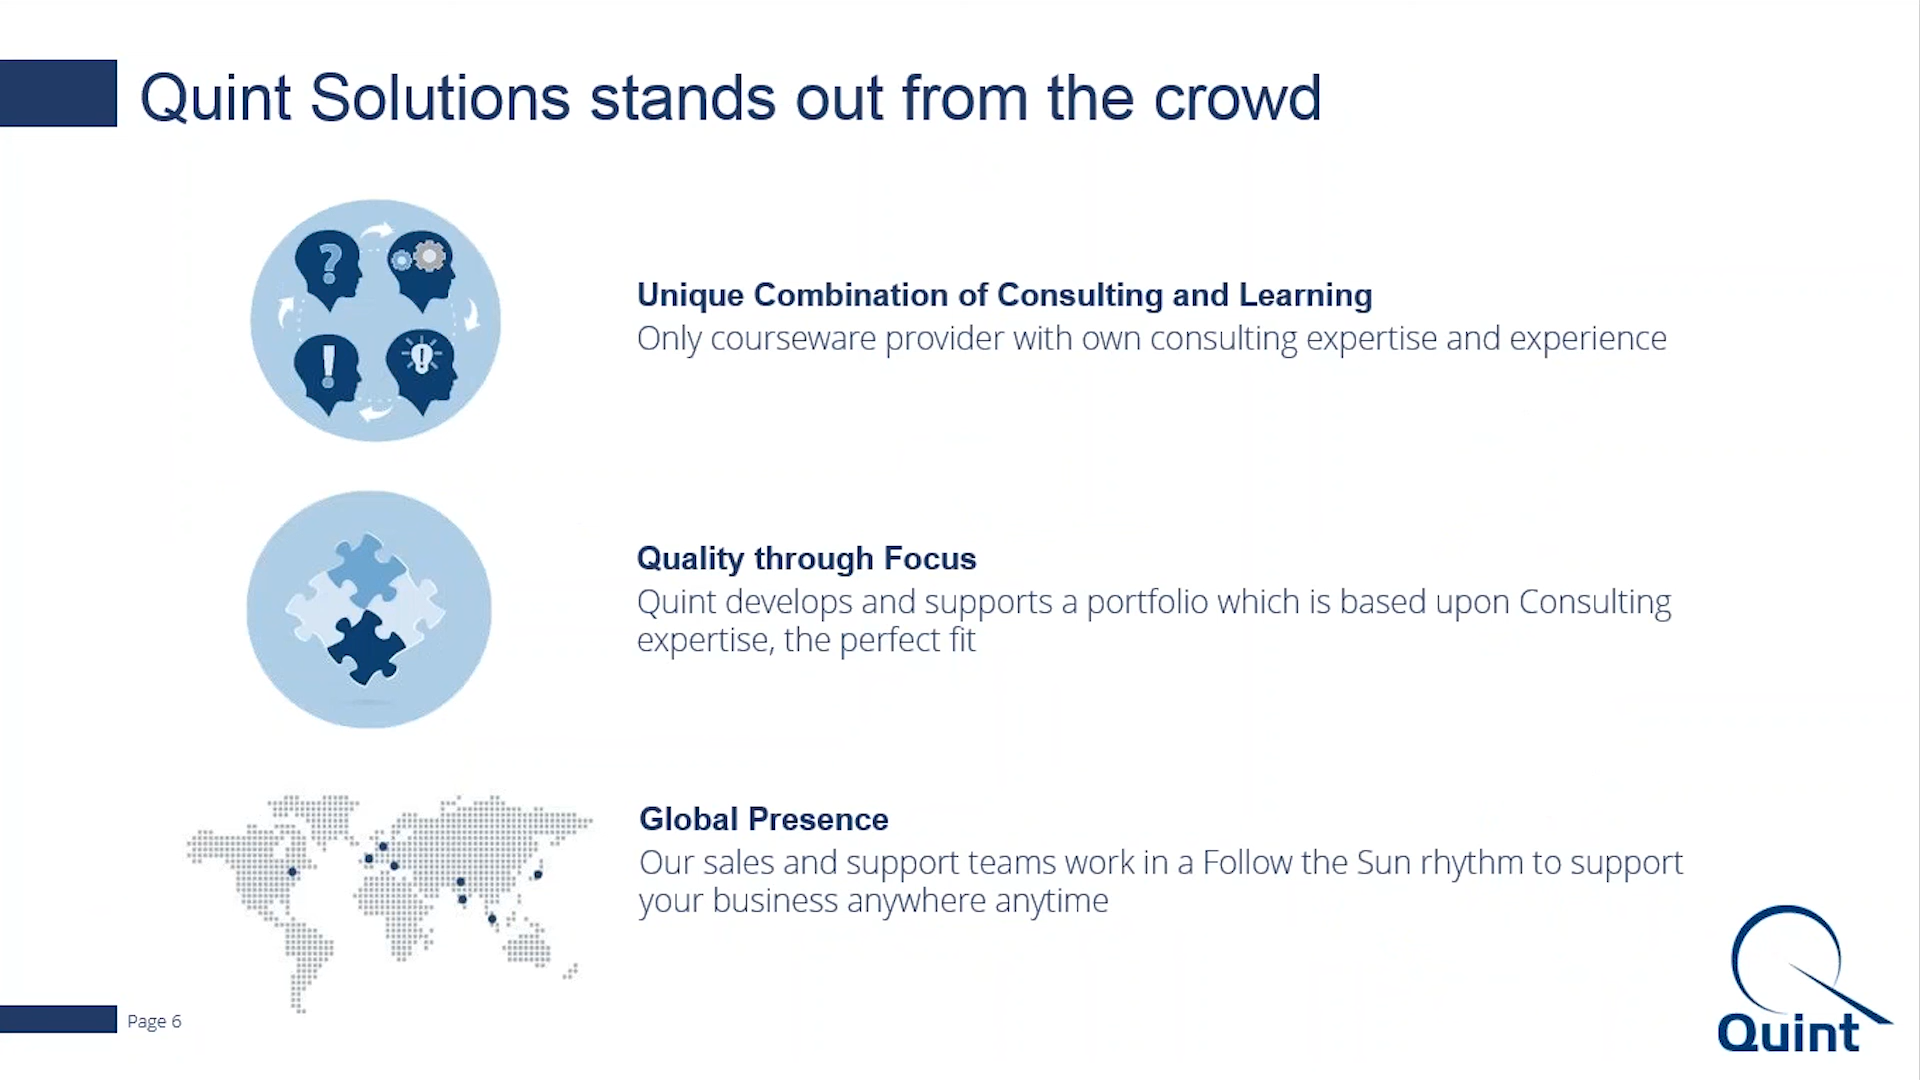 Quint Solutions stands out from the crowd
Unique Combination of Consulting and Learning
Only courseware provider with own consulting expertise and experience
Quality through Focus
Quint develops and supports a portfolio which is based upon Consulting
expertise, the perfect fit
Global Presence
Our sales and support teams work in a Follow the Sun rhythm to support
your business anywhere anytime
Page 6
Quint